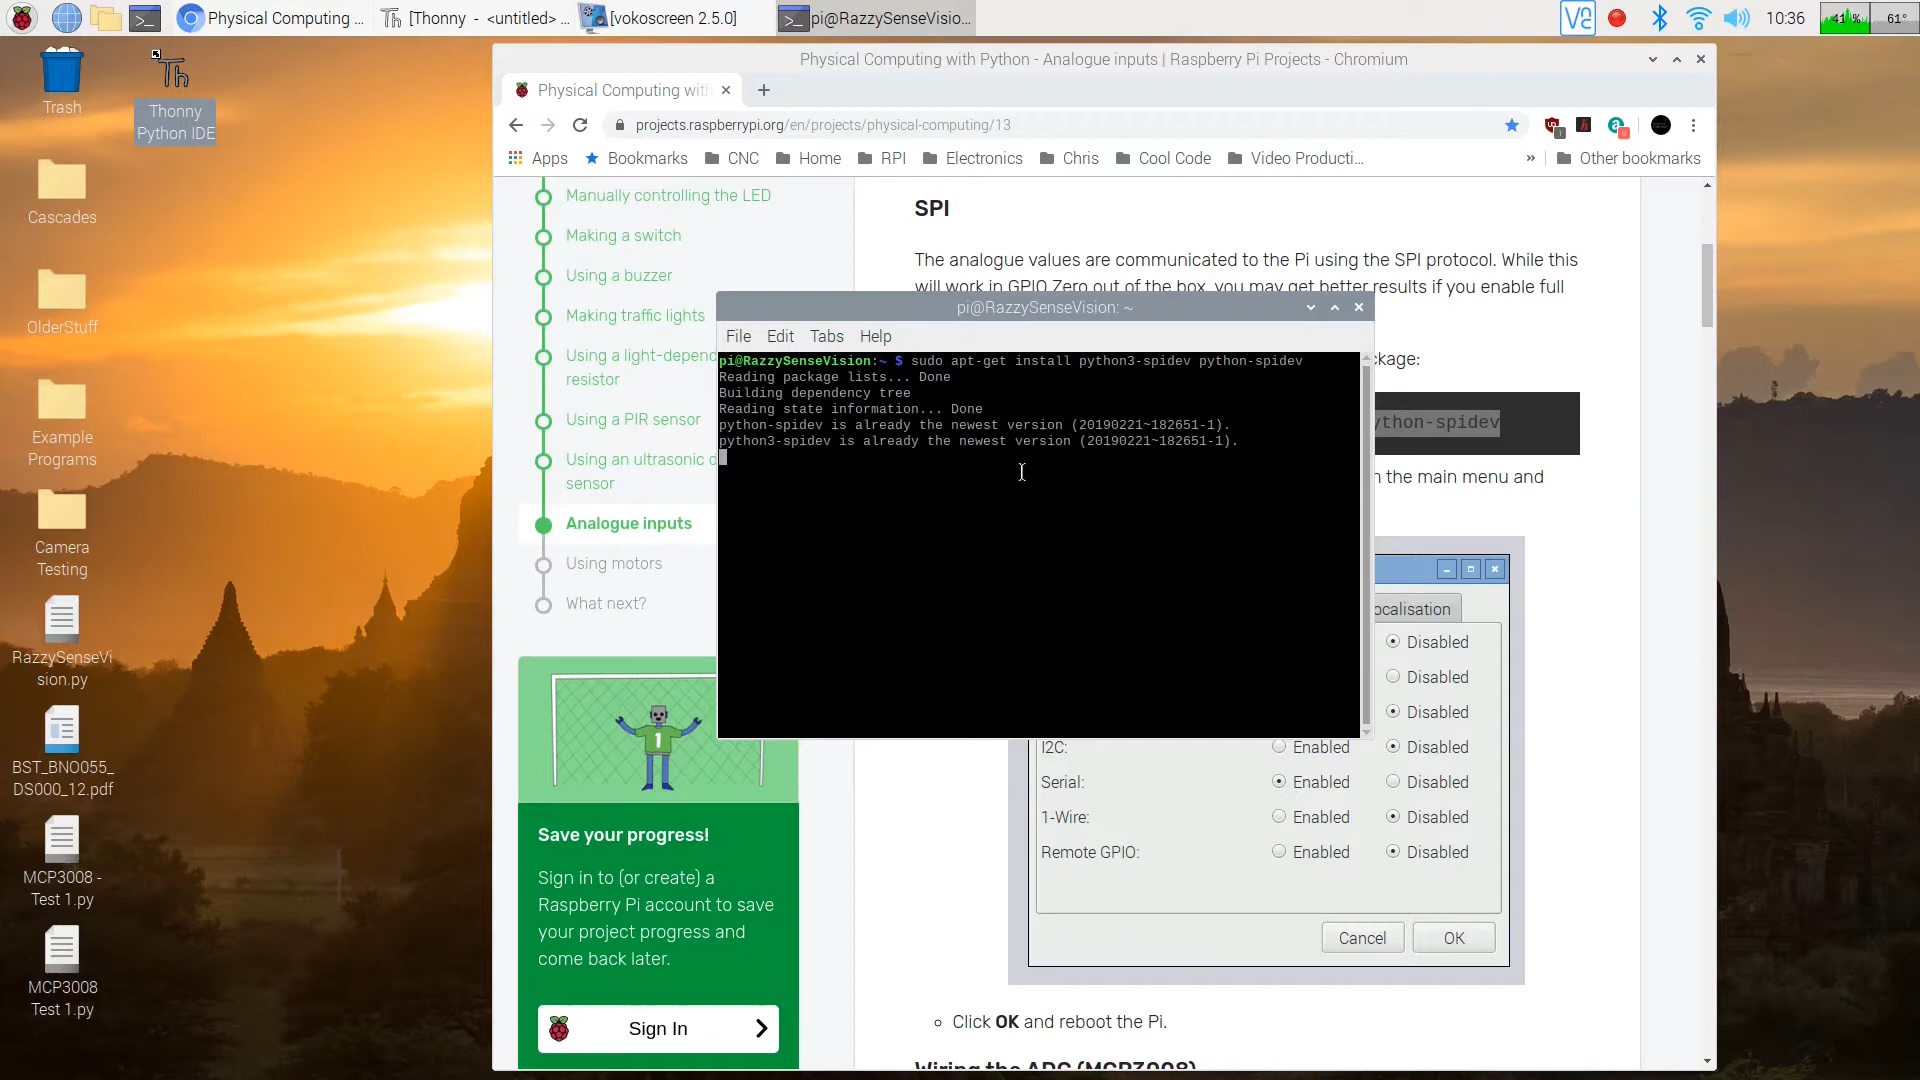 Physical Computing ...
[Thonny - <untitled> ...
[vokoscreen 2.5.0]
pi@RazzySenseVisio...
10:36
41 %
61°
Trash
Thonny
Python IDE
Cascades
OlderStuff
Example
Programs
Camera
Testing
RazzySenseVi
sion.py
BST_BNO055_
DS000_12.pdf
MCP3008 -
Test 1.py
MCP3008
Test 1.py
Physical Computing with Python - Analogue inputs | Raspberry Pi Projects - Chromium
Physical Computing with
projects.raspberrypi.org/en/projects/physical-computing/13
Apps
Bookmarks
CNC
Home
RPI
Electronics
Chris
Cool Code
Video Producti...
»
Other bookmarks
Manually controlling the LED
Making a switch
Using a buzzer
Making traffic lights
Using a light-depend
resistor
Using a PIR sensor
Using an ultrasonic d
sensor
Analogue inputs
Using motors
What next?
Save your progress!
Sign in to (or create) a
Raspberry Pi account to save
your project progress and
come back later.
Sign In
SPI
The analogue values are communicated to the Pi using the SPI protocol. While this
will work in GPIO Zero out of the box, you may get better results if you enable full
ckage:
ython-spidev
n the main menu and
pi@RazzySenseVision: ~
File Edit Tabs Help
pi@RazzySenseVision:~ $ sudo apt-get install python3-spidev python-spidev
Reading package lists... Done
Building dependency tree
Reading state information... Done
python-spidev is already the newest version (20190221~182651-1).
python3-spidev is already the newest version (20190221~182651-1).
ocalisation
Disabled
Disabled
Disabled
I2C: Enabled Disabled
Serial: Enabled Disabled
1-Wire: Enabled Disabled
Remote GPIO: Enabled Disabled
Cancel
OK
Click OK and reboot the Pi.
Wiring the ADC (MCP3008)